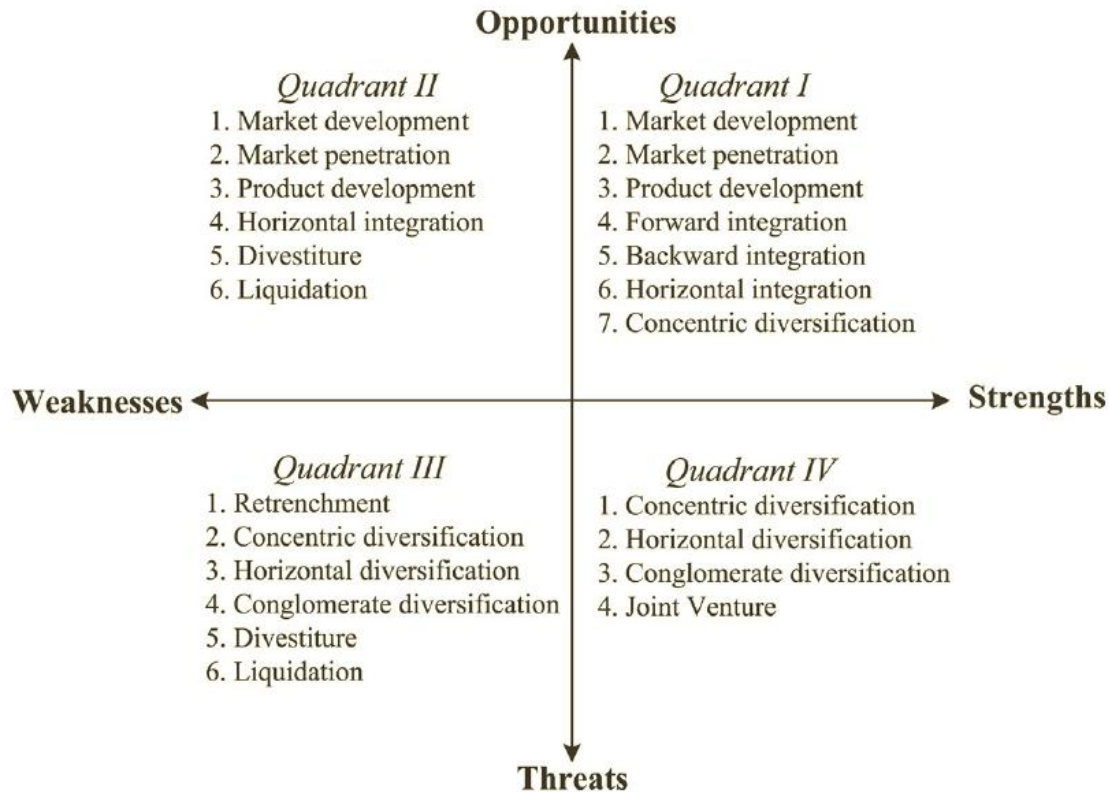 Opportunities
Quadrant II
1. Market development
2. Market penetration
3. Product development
4. Horizontal integration
5. Divestiture
6. Liquidation
Quadrant I
1. Market development
2. Market penetration
3. Product development
4. Forward integration
5. Backward integration
6. Horizontal integration
7. Concentric diversification
Weaknesses
Strengths
Quadrant III
1. Retrenchment
2. Concentric diversification
3. Horizontal diversification
4. Conglomerate diversification
5. Divestiture
6. Liquidation
Quadrant IV
1. Concentric diversification
2. Horizontal diversification
3. Conglomerate diversification
4. Joint Venture
Threats